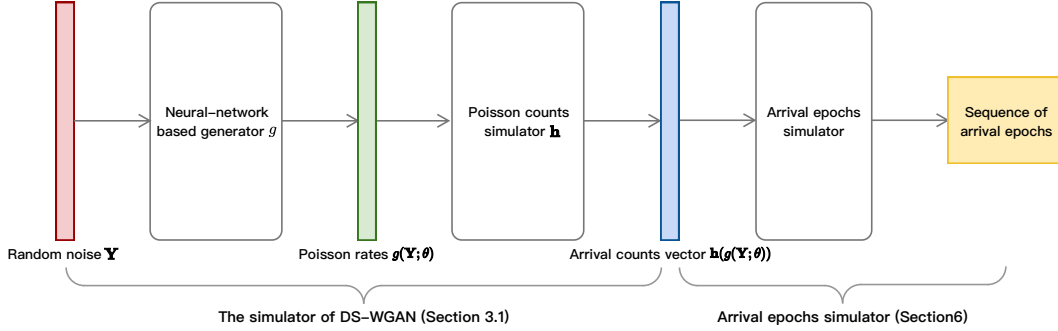 Neural-network
based generator g
Poisson counts
simulator h
Arrival epochs
simulator
Sequence of
arrival epochs
Random noise Y
Poisson rates g(Y;θ)
Arrival counts vector h(g(Y;θ))
The simulator of DS-WGAN (Section 3.1)
Arrival epochs simulator (Section6)